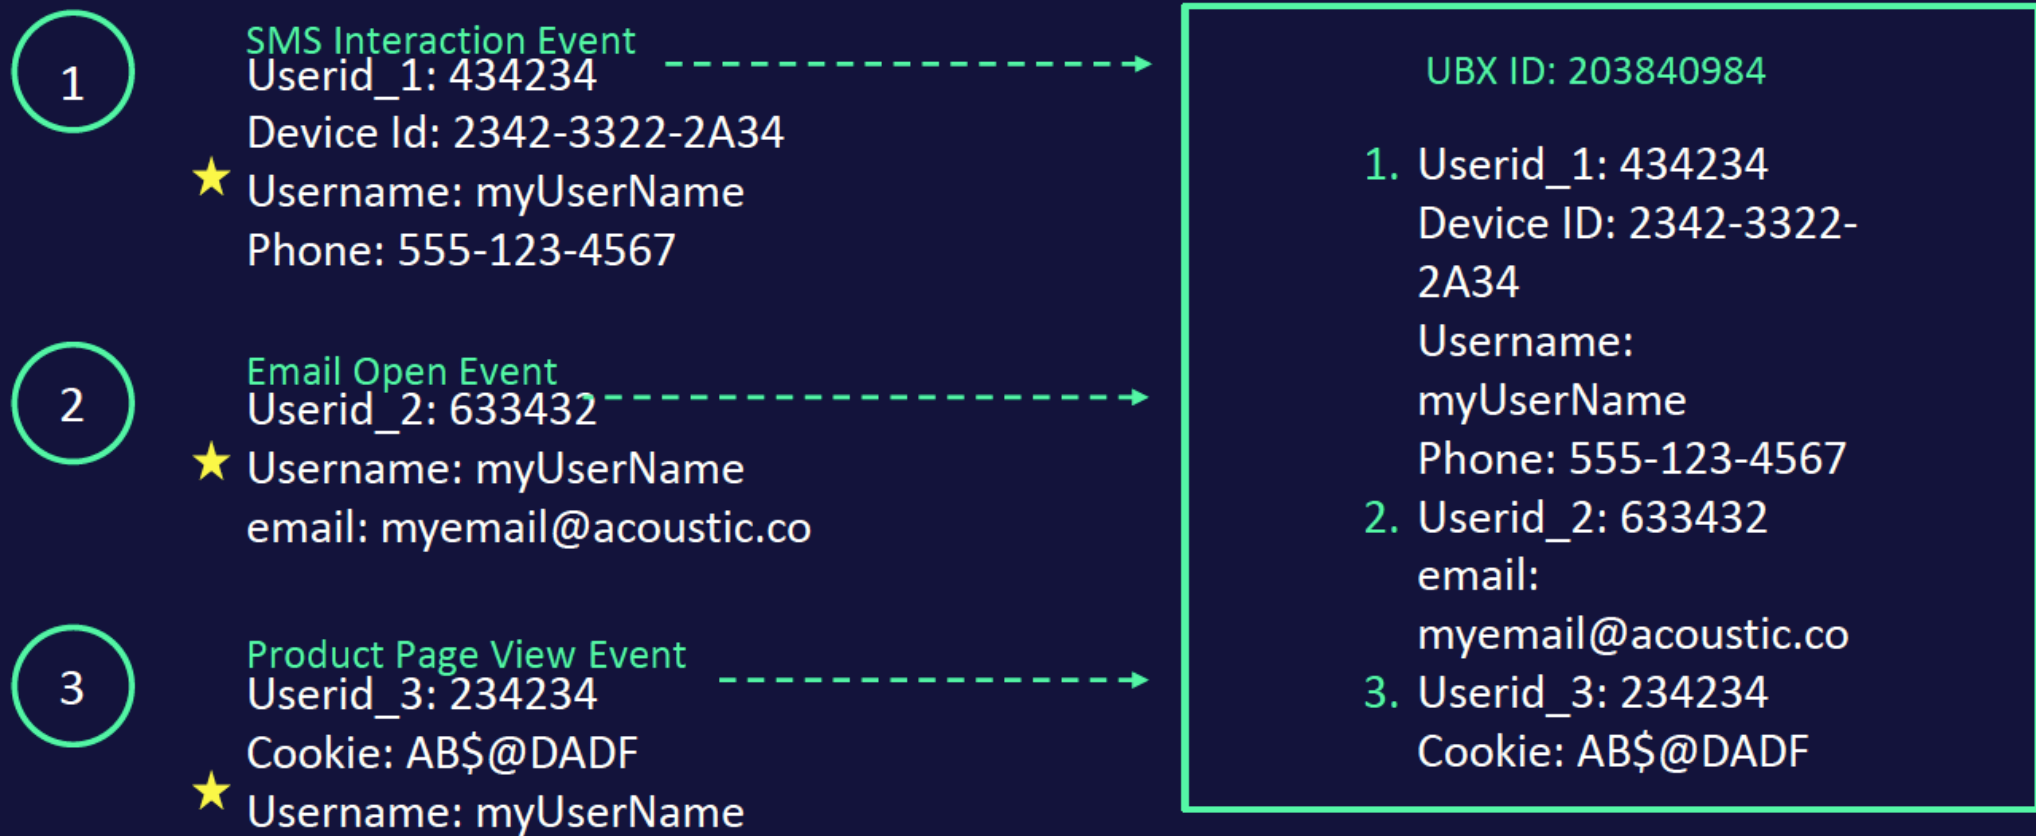 1
SMS Interaction Event
Userid_1: 434234
Device Id: 2342-3322-2A34
Username: myUserName
Phone: 555-123-4567
2
Email Open Event
Userid_2: 633432
Username: myUserName
email: myemail@acoustic.co
3
Product Page View Event
Userid_3: 234234
Cookie: AB$@DADF
Username: myUserName
UBX ID: 203840984
1. Userid_1: 434234
Device ID: 2342-3322-
2A34
Username:
myUserName
Phone: 555-123-4567
2. Userid_2: 633432
email:
myemail@acoustic.co
3. Userid_3: 234234
Cookie: AB$@DADF